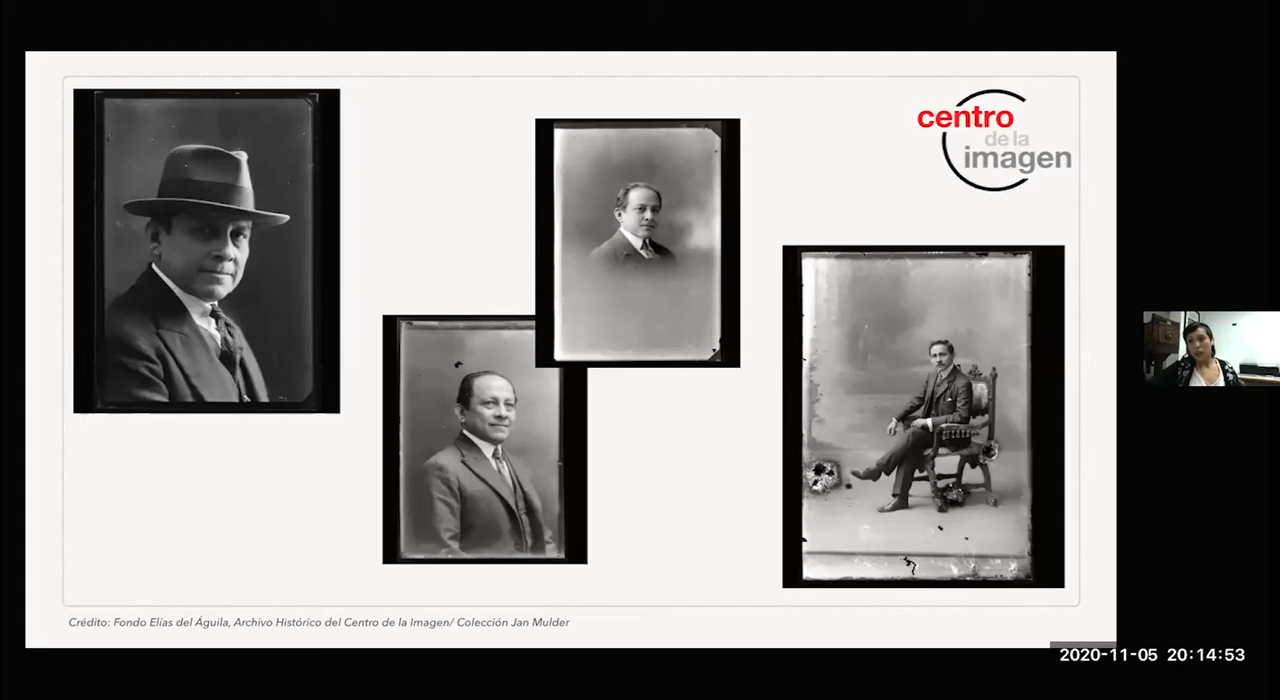 centro
de la
imagen
Crédito: Fondo Elías del Águila, Archivo Histórico del Centro de la Imagen/ Colección Jan Mulder
2020-11-05 20:14:53